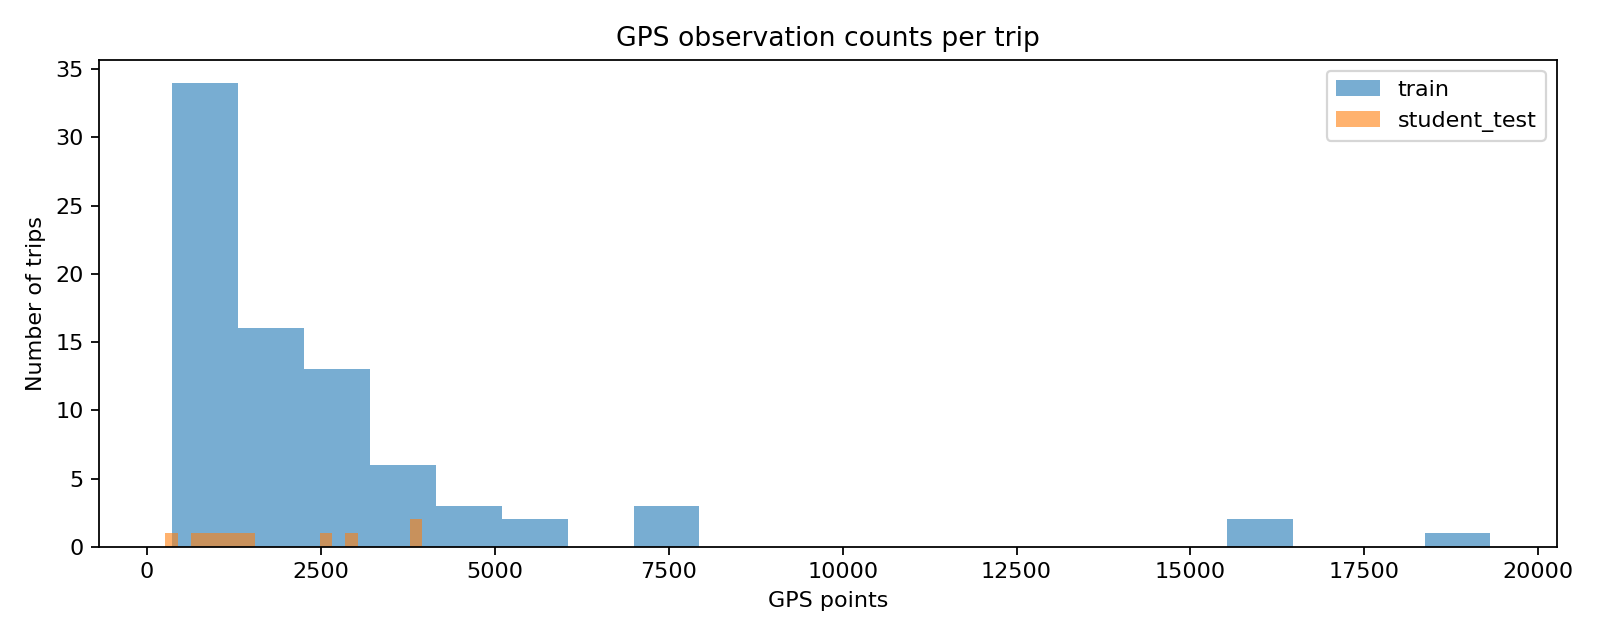 GPS observation counts per trip
train
student_test
Number of trips
35
30
25
20
15
10
5
0
0 2500 5000 7500 10000 12500 15000 17500 20000
GPS points